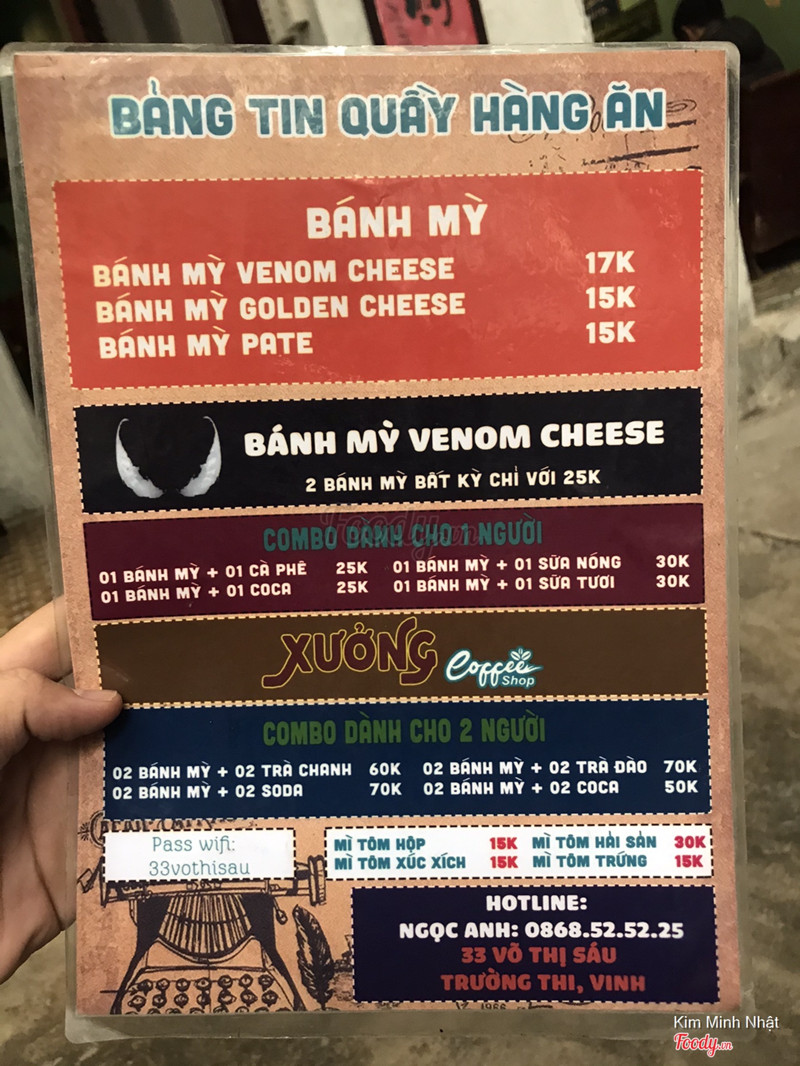 BẢNG TIN QUẦY HÀNG ĂN
BÁNH MỲ
BÁNH MỲ VENOM CHEESE 17K
BÁNH MỲ GOLDEN CHEESE 15K
BÁNH MỲ PATE 15K
BÁNH MỲ VENOM CHEESE
2 BÁNH MỲ BẤT KỲ CHỈ VỚI 25K
Foody.vn
COMBO DÀNH CHO 1 NGƯỜI
01 BÁNH MỲ + 01 CÀ PHÊ 25K 01 BÁNH MỲ + 01 SỮA NÓNG 30K
01 BÁNH MỲ + 01 COCA 25K 01 BÁNH MỲ + 01 SỮA TƯƠI 30K
XƯỞNG Coffee Shop
COMBO DÀNH CHO 2 NGƯỜI
02 BÁNH MỲ + 02 TRÀ CHANH 60K 02 BÁNH MỲ + 02 TRÀ ĐÀO 70K
02 BÁNH MỲ + 02 SODA 70K 02 BÁNH MỲ + 02 COCA 50K
Pass wifi:
33vothisau
MÌ TÔM HỘP 15K MÌ TÔM HẢI SẢN 30K
MÌ TÔM XÚC XÍCH 15K MÌ TÔM TRỨNG 15K
HOTLINE:
NGỌC ANH: 0868.52.52.25
33 VÕ THỊ SÁU
TRƯỜNG THI, VINH
Kim Minh Nhật
Foody.vn